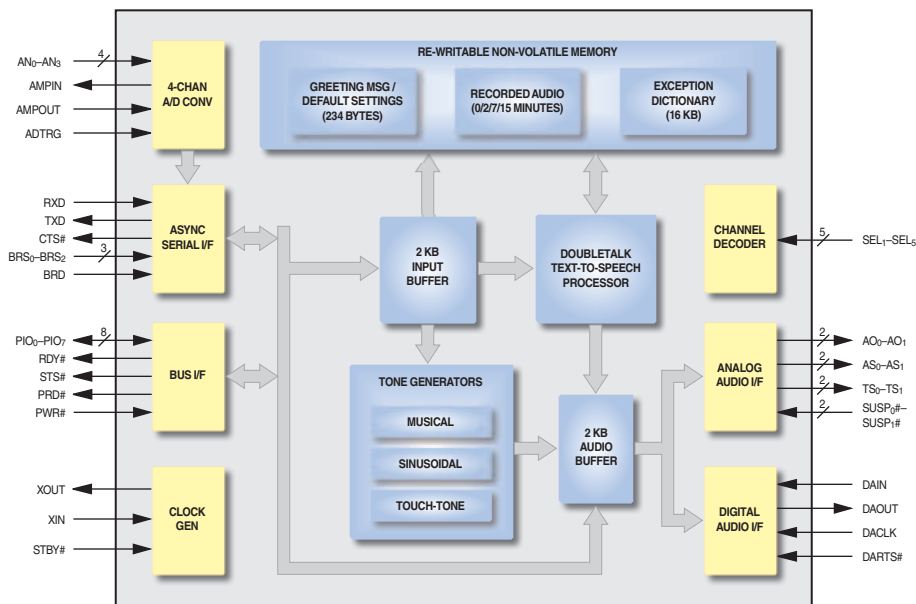 RE-WRITABLE NON-VOLATILE MEMORY
GREETING MSG /
DEFAULT SETTINGS
(234 BYTES)
RECORDED AUDIO
(0/2/7/15 MINUTES)
EXCEPTION
DICTIONARY
(16 KB)
4
AN0–AN3
AMPIN
AMPOUT
ADTRG
4-CHAN
A/D CONV
RXD
TXD
CTS#
3
BRS0–BRS2
BRD
ASYNC
SERIAL I/F
2 KB
INPUT
BUFFER
DOUBLETALK
TEXT-TO-SPEECH
PROCESSOR
CHANNEL
DECODER
5
SEL1–SEL5
8
PIO0–PIO7
RDY#
STS#
PRD#
PWR#
BUS I/F
TONE GENERATORS
MUSICAL
SINUSOIDAL
TOUCH-TONE
2 KB
AUDIO
BUFFER
ANALOG
AUDIO I/F
2
AO0–AO1
2
AS0–AS1
2
TS0–TS1
2
SUSP0#–
SUSP1#
XOUT
XIN
STBY#
CLOCK
GEN
DIGITAL
AUDIO I/F
DAIN
DAOUT
DACLK
DARTS#